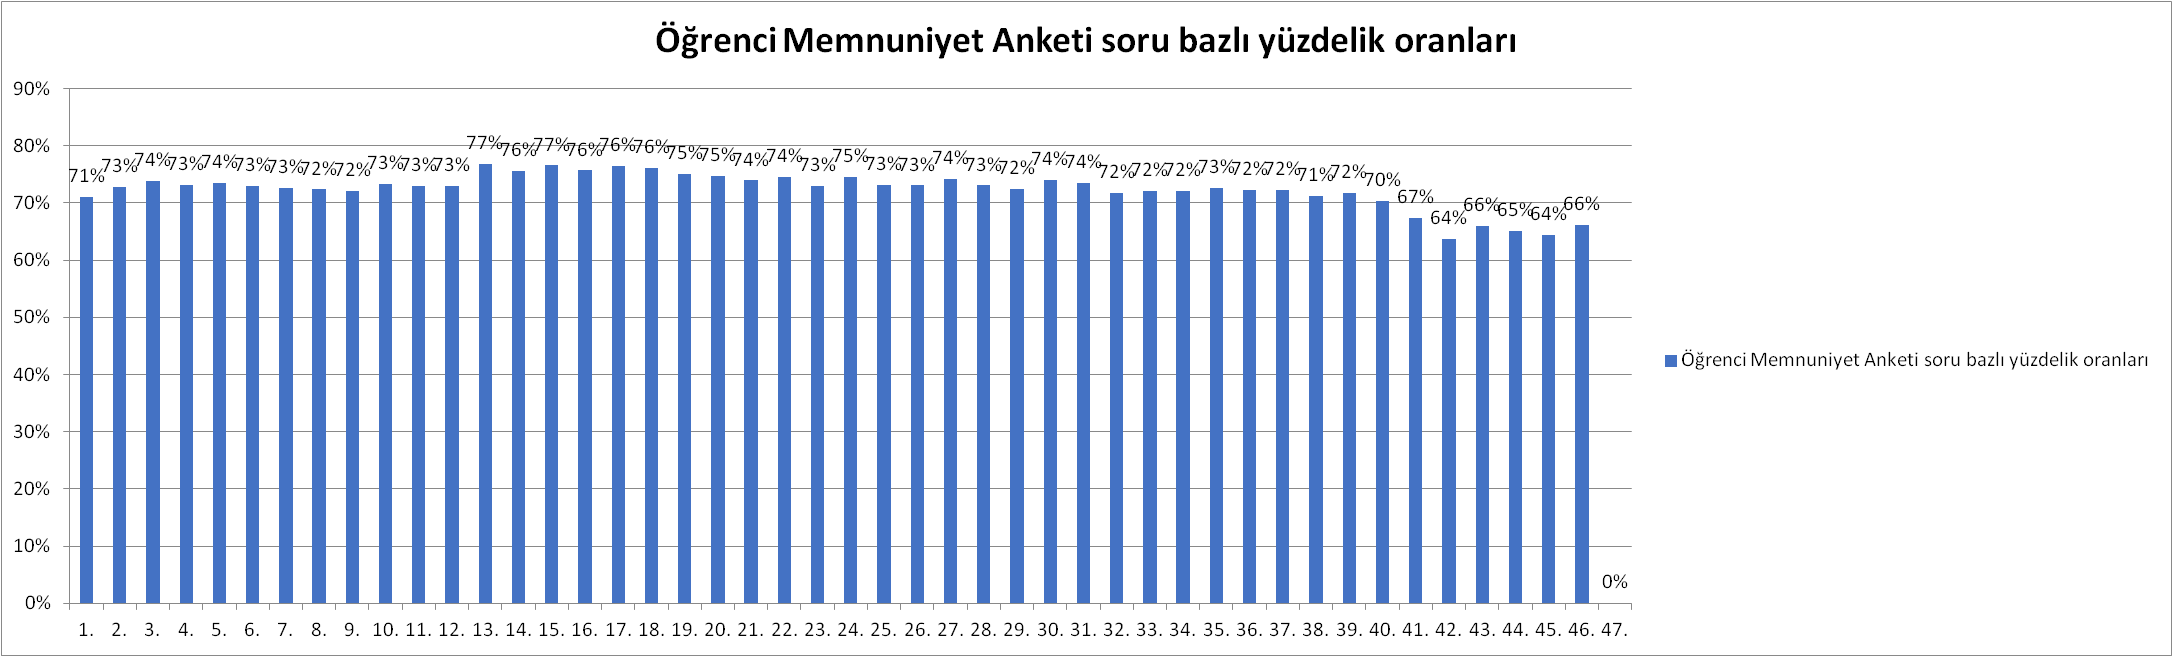 Öğrenci Memnuniyet Anketi soru bazlı yüzdelik oranları
90%
80%
70%
60%
50%
40%
30%
20%
10%
0%
71% 73% 74% 73% 74% 73% 73% 72% 72% 73% 73% 73% 77% 76% 77% 76% 76% 76% 75% 75% 74% 74% 73% 75% 73% 73% 74% 73% 72% 74% 74% 72% 72% 72% 73% 72% 72% 71% 72% 70% 67% 64% 66% 65% 64% 66% 0%
1. 2. 3. 4. 5. 6. 7. 8. 9. 10. 11. 12. 13. 14. 15. 16. 17. 18. 19. 20. 21. 22. 23. 24. 25. 26. 27. 28. 29. 30. 31. 32. 33. 34. 35. 36. 37. 38. 39. 40. 41. 42. 43. 44. 45. 46. 47.
Öğrenci Memnuniyet Anketi soru bazlı yüzdelik oranları